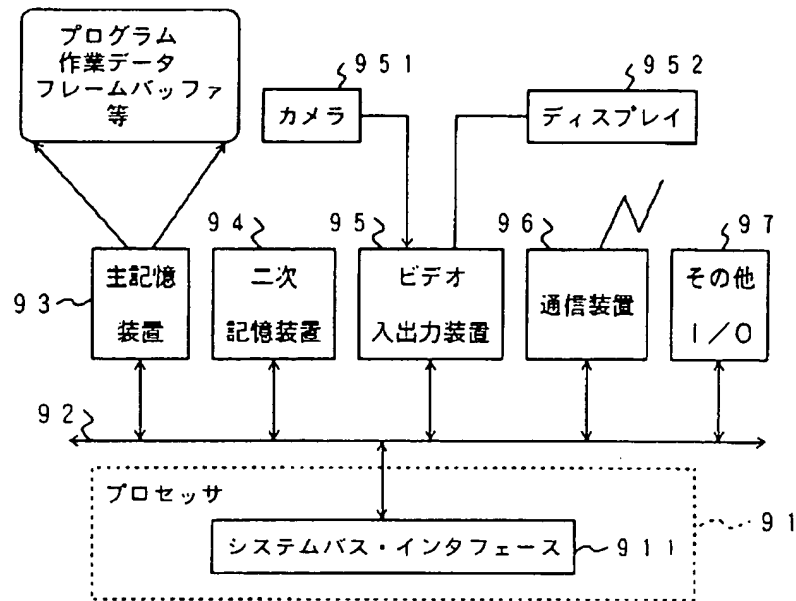 プログラム
作業データ
フレームバッファ
等
951
カメラ
952
ディスプレイ
93
主記憶
装置
94
二次
記憶装置
95
ビデオ
入出力装置
96
通信装置
97
その他
I/O
92
プロセッサ
91
システムバス・インタフェース
911